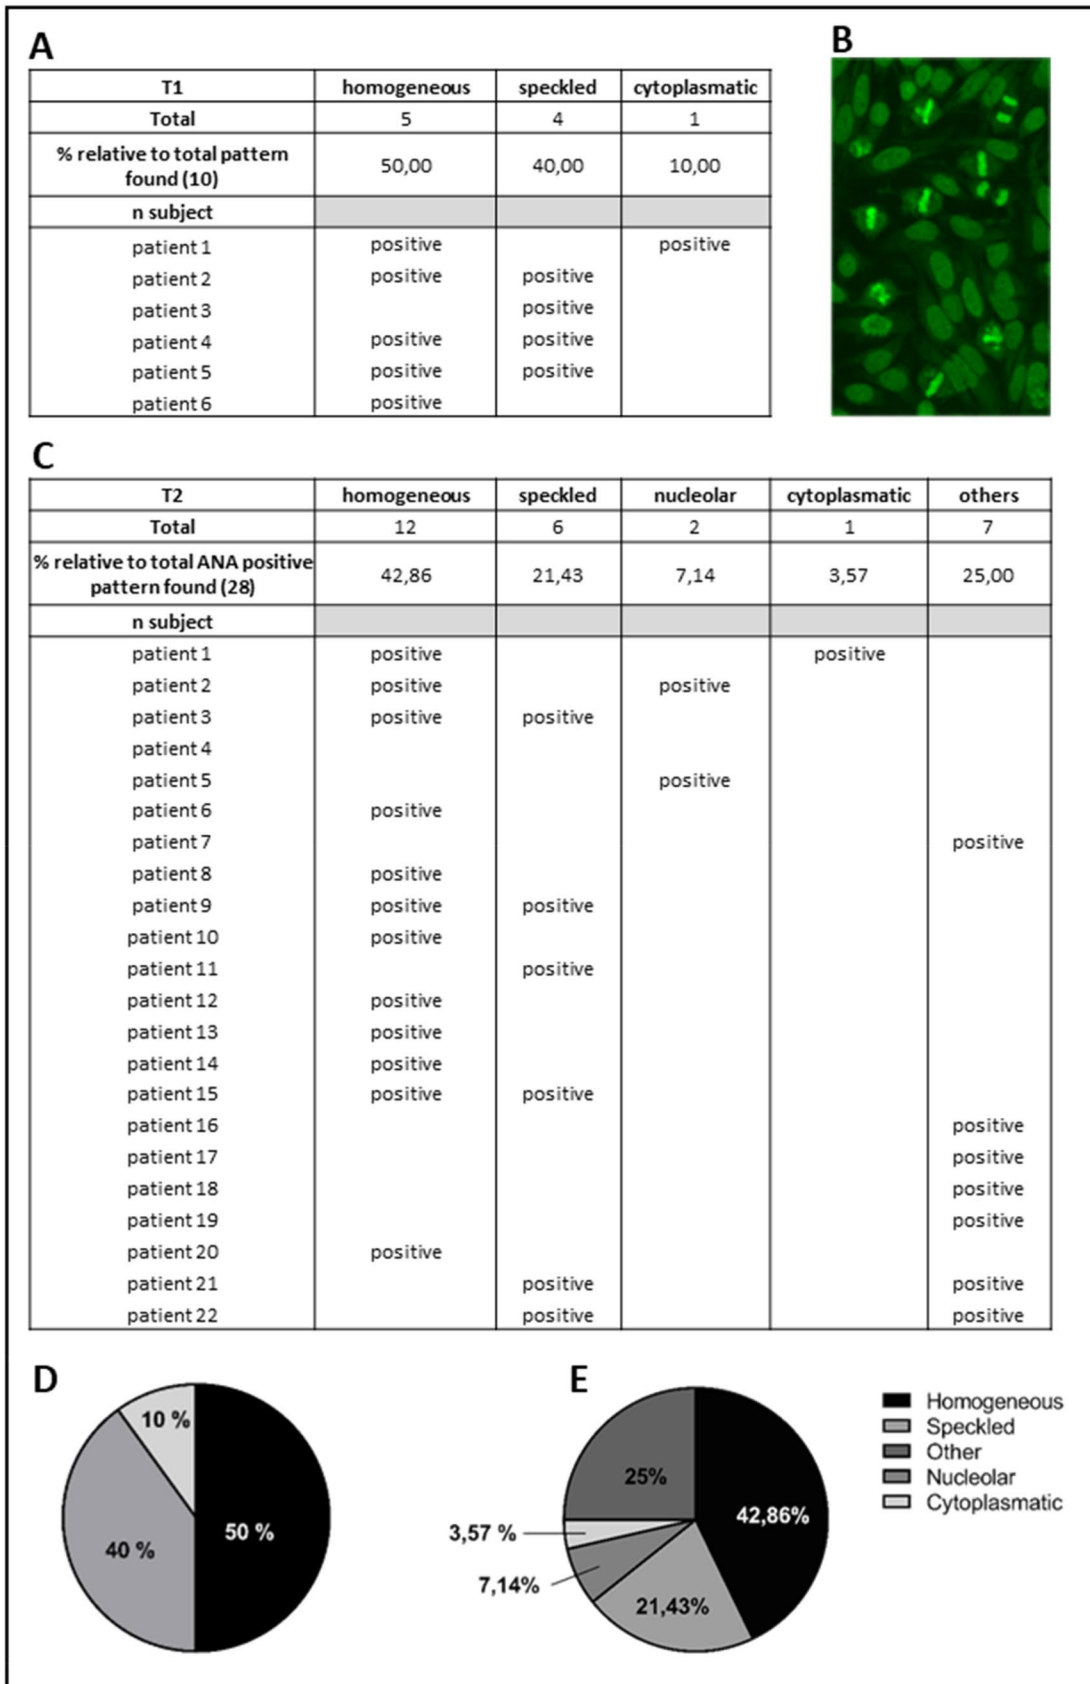 A
B
T1 homogeneous speckled cytoplasmatic
Total 5 4 1
% relative to total pattern
found (10) 50,00 40,00 10,00
n subject
patient 1 positive positive
patient 2 positive positive
patient 3 positive
patient 4 positive positive
patient 5 positive positive
patient 6 positive
C
T2 homogeneous speckled nucleolar cytoplasmatic others
Total 12 6 2 1 7
% relative to total ANA positive
pattern found (28) 42,86 21,43 7,14 3,57 25,00
n subject
patient 1 positive positive
patient 2 positive positive
patient 3 positive positive
patient 4
patient 5 positive
patient 6 positive
patient 7 positive
patient 8 positive
patient 9 positive positive
patient 10 positive
patient 11 positive
patient 12 positive
patient 13 positive
patient 14 positive
patient 15 positive positive
patient 16 positive
patient 17 positive
patient 18 positive
patient 19 positive
patient 20 positive
patient 21 positive positive
patient 22 positive positive
D
10 %
50 %
40 %
E
25%
42,86%
3,57 %
7,14%
21,43%
Homogeneous
Speckled
Other
Nucleolar
Cytoplasmatic